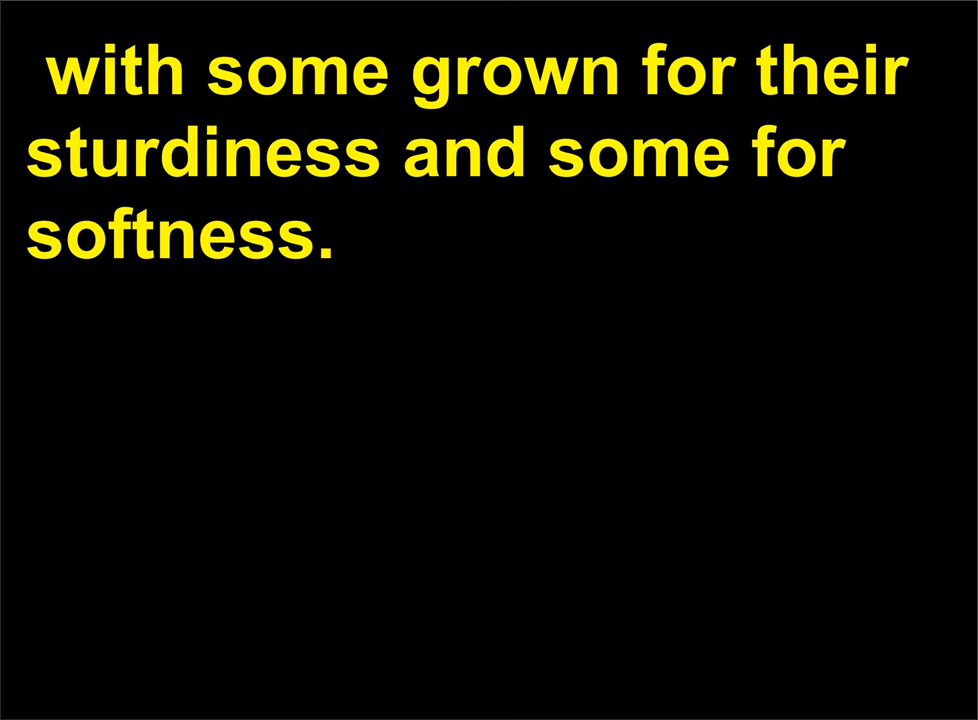 with some grown for their
sturdiness and some for
softness.